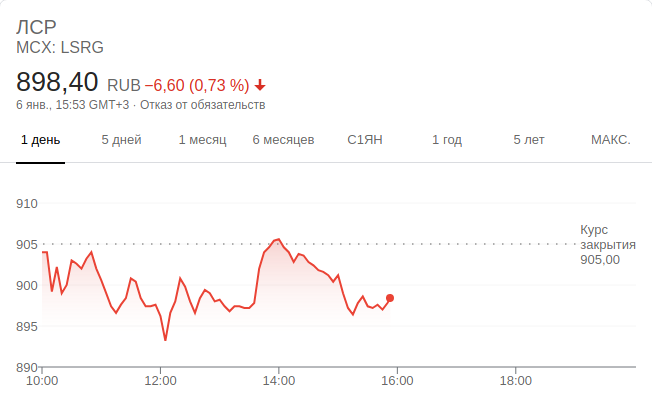 ЛСР
MCX: LSRG
898,40 RUB −6,60 (0,73 %)
6 янв., 15:53 GMT+3 · Отказ от обязательств
1 день 5 дней 1 месяц 6 месяцев С1ЯН 1 год 5 лет МАКС.
910
905
900
895
890
Курс
закрытия
905,00
10:00 12:00 14:00 16:00 18:00